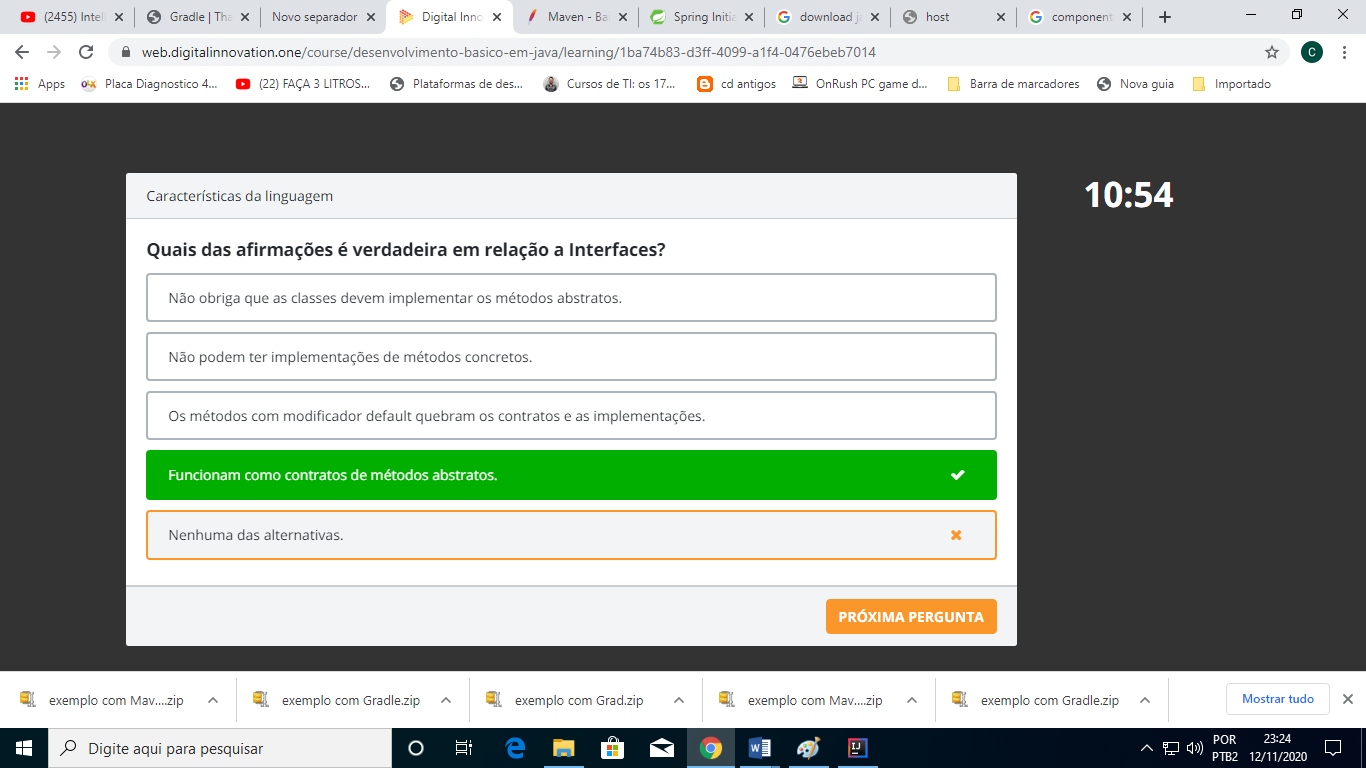 (2455) Intel
Gradle | Tha
Novo separador
Digital Inno
Maven - Ba
Spring Initia
download ja
host
component
web.digitalinnovation.one/course/desenvolvimento-basico-em-java/learning/1ba74b83-d3ff-4099-a1f4-0476ebeb7014
C
Apps
Placa Diagnostico 4...
(22) FAÇA 3 LITROS...
Plataformas de des...
Cursos de TI: os 17...
cd antigos
OnRush PC game d...
Barra de marcadores
Nova guia
Importado
Características da linguagem
10:54
Quais das afirmações é verdadeira em relação a Interfaces?
Não obriga que as classes devem implementar os métodos abstratos.
Não podem ter implementações de métodos concretos.
Os métodos com modificador default quebram os contratos e as implementações.
Funcionam como contratos de métodos abstratos.
Nenhuma das alternativas.
PRÓXIMA PERGUNTA
exemplo com Mav....zip
exemplo com Gradle.zip
exemplo com Grad.zip
exemplo com Mav....zip
exemplo com Gradle.zip
Mostrar tudo
Digite aqui para pesquisar
POR
PTB2
23:24
12/11/2020